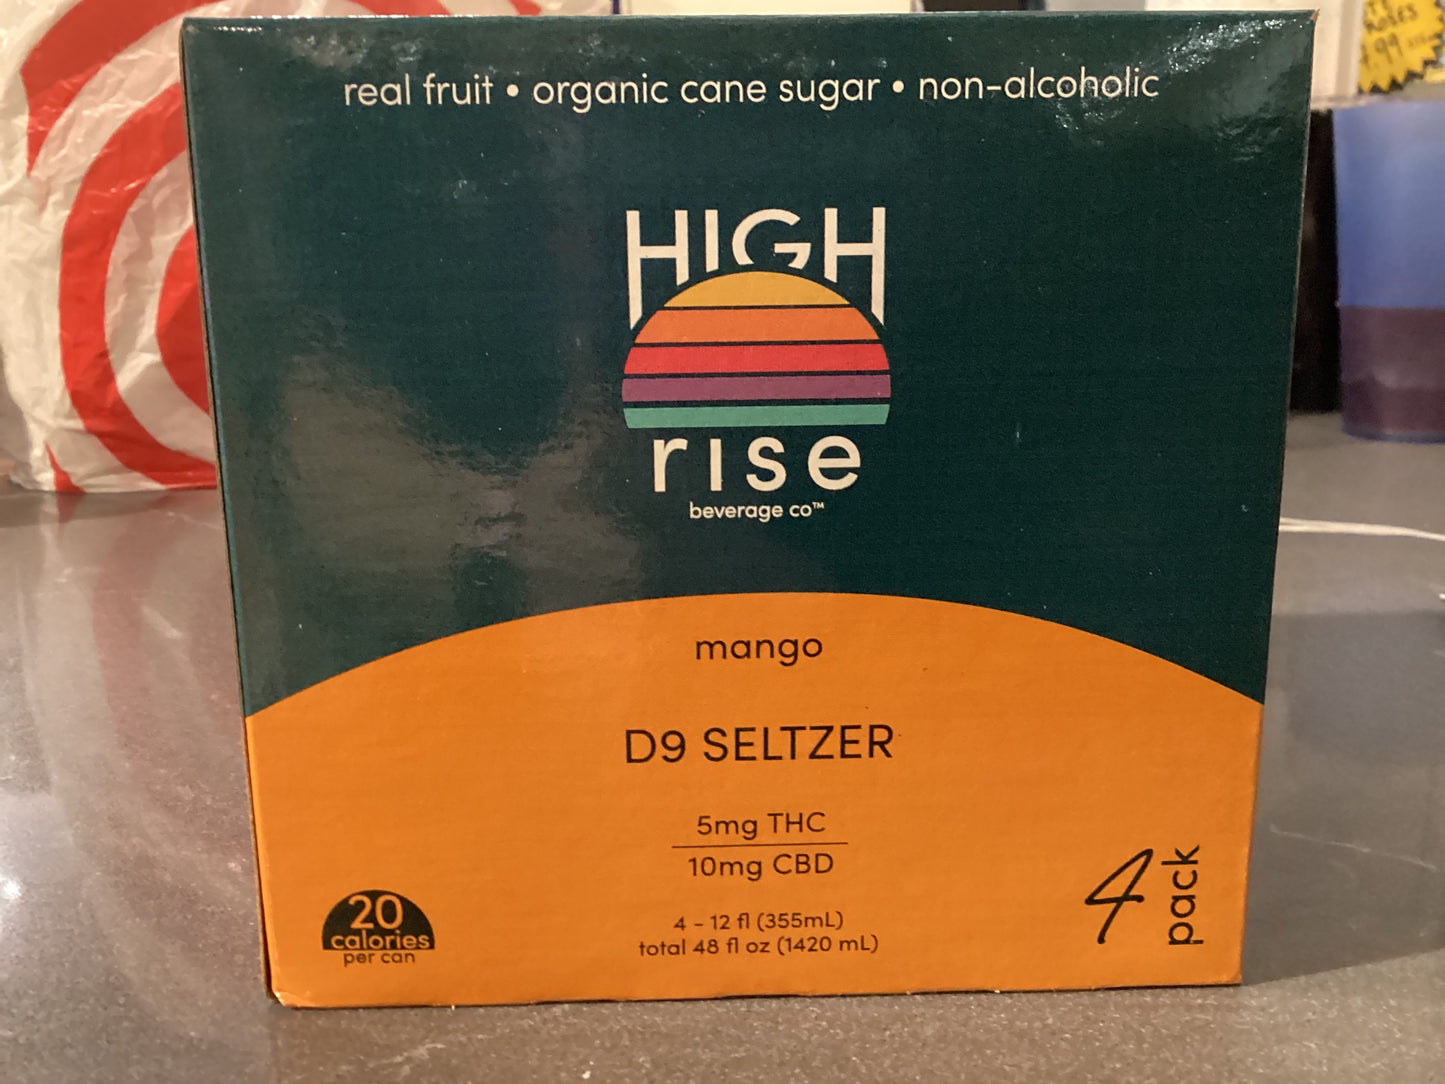 real fruit • organic cane sugar • non-alcoholic
HIGH
rise
beverage co™
mango
D9 SELTZER
5mg THC
10mg CBD
4 - 12 fl (355mL)
total 48 fl oz (1420 mL)
20
calories
per can
4
pack